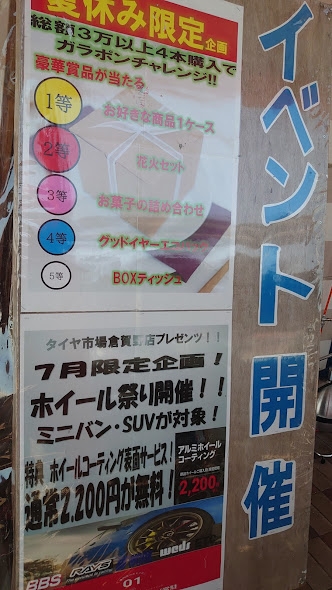 夏休み限定企画
総額3万以上4本購入で
ガラポンチャレンジ!!
豪華賞品が当たる
1等 お好きな商品1ケース
2等 花火セット
3等 お菓子の詰め合わせ
4等 グッドイヤーエ
5等 BOXティッシュ
タイヤ市場倉賀野店プレゼンツ！！
7月限定企画！
ホイール祭り開催！！
ミニバン・SUVが対象！
特典 ホイールコーティング表面サービス！
通常2,200円が無料！
アルミホイール
コーティング
2,200
weds
BBS
RAYS
01
イベント開催